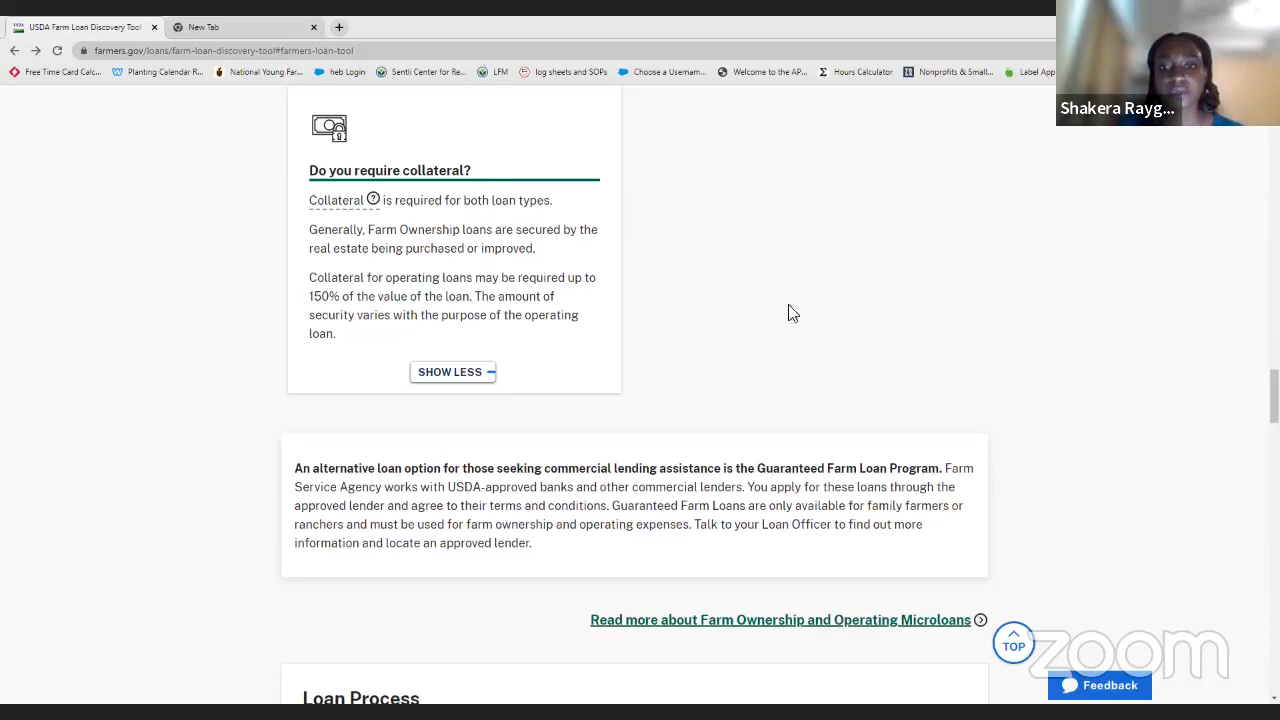 USDA Farm Loan Discovery Tool
New Tab
farmers.gov/loans/farm-loan-discovery-tool#farmers-loan-tool
Free Time Card Calc...
Planting Calendar R...
National Young Far...
heb Login
Sentli Center for Re...
LFM
log sheets and SOPs
Choose a Usernam...
Welcome to the AP...
Hours Calculator
Nonprofits & Small...
Label App
Shakera Rayg...
Do you require collateral?
Collateral ? is required for both loan types.
Generally, Farm Ownership loans are secured by the
real estate being purchased or improved.
Collateral for operating loans may be required up to
150% of the value of the loan. The amount of
security varies with the purpose of the operating
loan.
SHOW LESS
An alternative loan option for those seeking commercial lending assistance is the Guaranteed Farm Loan Program. Farm
Service Agency works with USDA-approved banks and other commercial lenders. You apply for these loans through the
approved lender and agree to their terms and conditions. Guaranteed Farm Loans are only available for family farmers or
ranchers and must be used for farm ownership and operating expenses. Talk to your Loan Officer to find out more
information and locate an approved lender.
Read more about Farm Ownership and Operating Microloans
TOP
zoom
Feedback
Loan Process